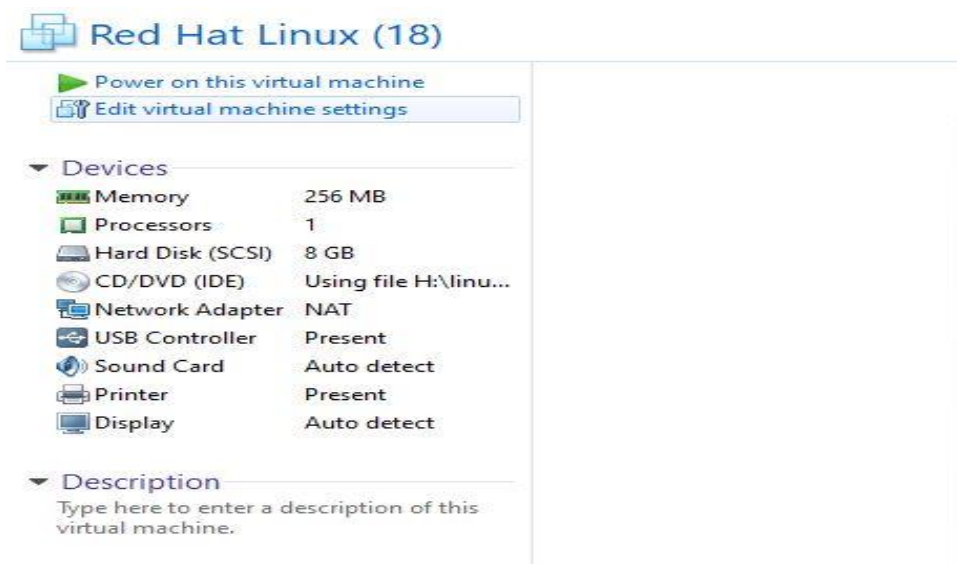 Red Hat Linux (18)
Power on this virtual machine
Edit virtual machine settings
Devices
Memory 256 MB
Processors 1
Hard Disk (SCSI) 8 GB
CD/DVD (IDE) Using file H:\linu...
Network Adapter NAT
USB Controller Present
Sound Card Auto detect
Printer Present
Display Auto detect
Description
Type here to enter a description of this
virtual machine.